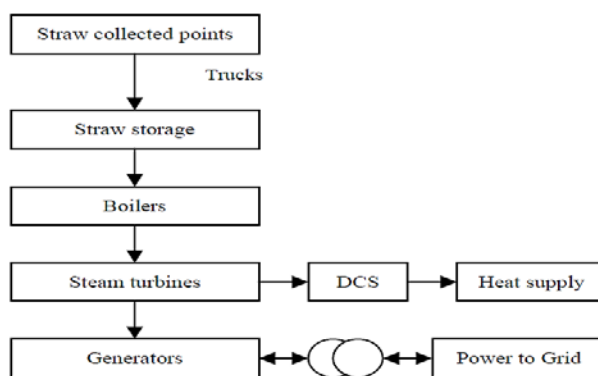 Straw collected points
Trucks
Straw storage
Boilers
Steam turbines
DCS
Heat supply
Generators
Power to Grid